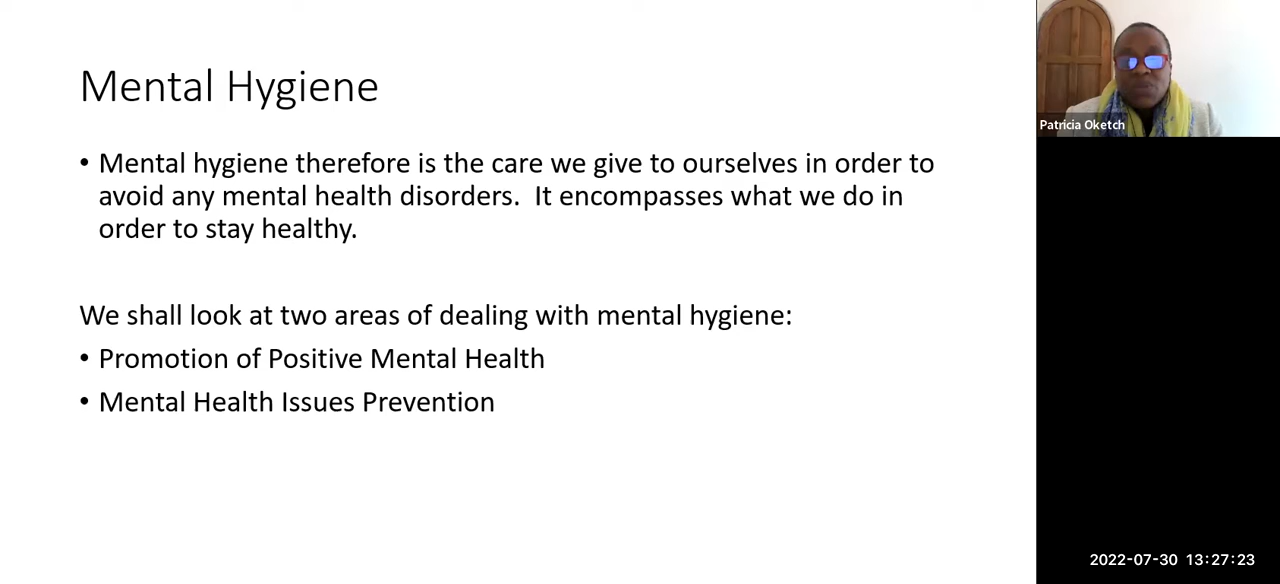 Mental Hygiene
• Mental hygiene therefore is the care we give to ourselves in order to
avoid any mental health disorders.  It encompasses what we do in
order to stay healthy.
We shall look at two areas of dealing with mental hygiene:
• Promotion of Positive Mental Health
• Mental Health Issues Prevention
Patricia Oketch
2022-07-30 13:27:23